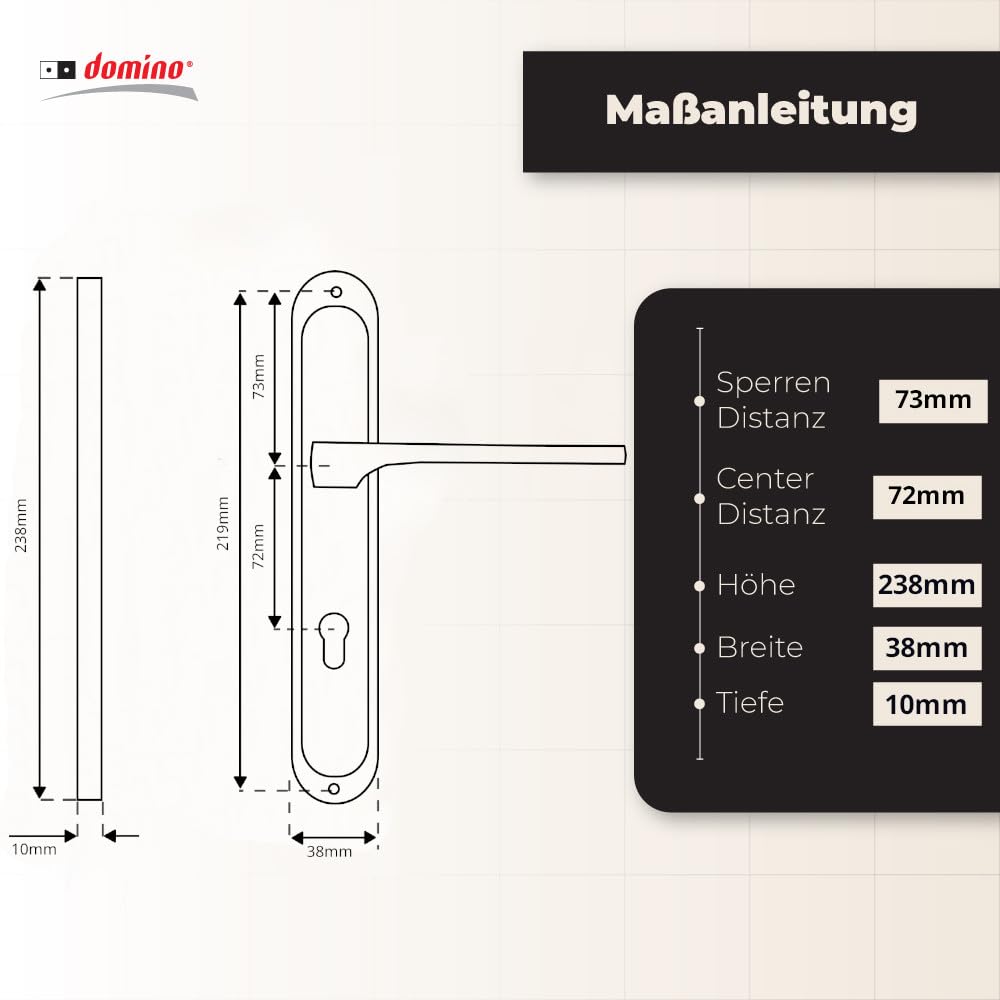 domino®
Maßanleitung
238mm
10mm
219mm
73mm
72mm
38mm
Sperren
Distanz
73mm
Center
Distanz
72mm
Höhe
238mm
Breite
38mm
Tiefe
10mm